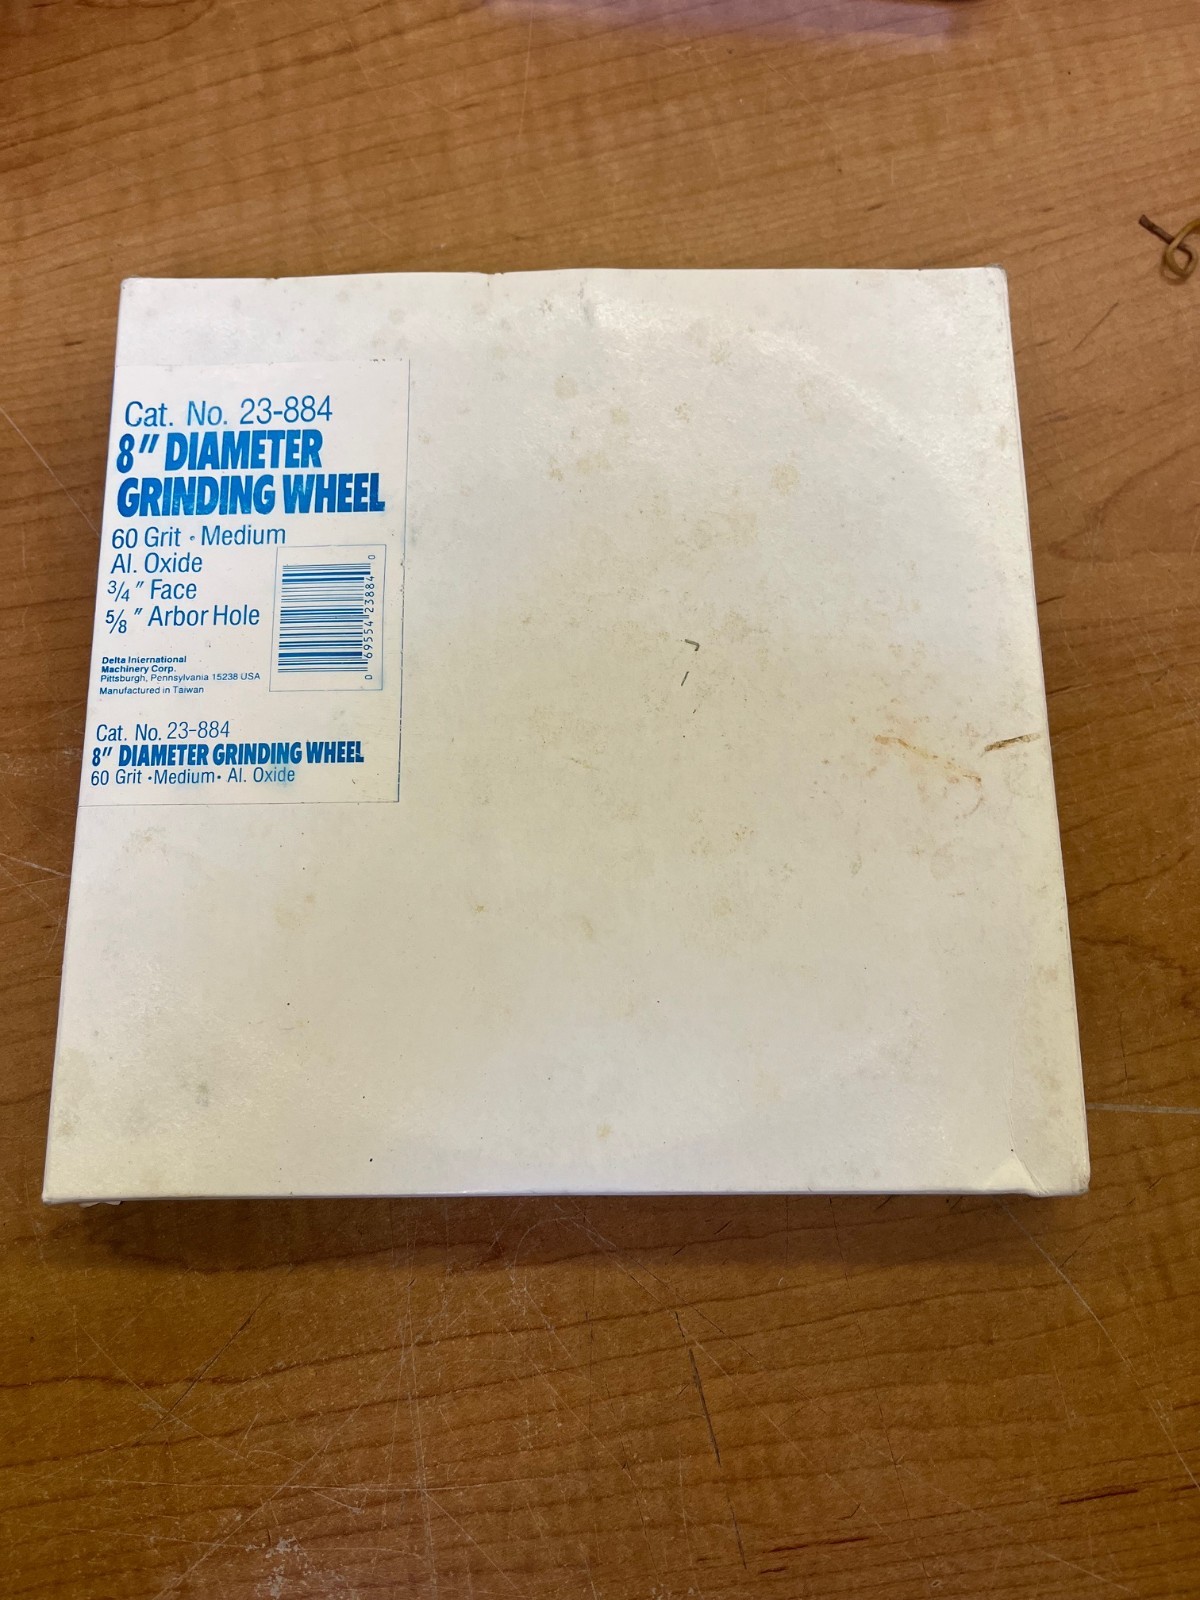 Cat. No. 23-884
8" DIAMETER
GRINDING WHEEL
60 Grit • Medium
Al. Oxide
3/4" Face
5/8" Arbor Hole
0 69554 23884 0
Delta International
Machinery Corp.
Pittsburgh, Pennsylvania 15238 USA
Manufactured in Taiwan
Cat. No. 23-884
8" DIAMETER GRINDING WHEEL
60 Grit •Medium• Al. Oxide